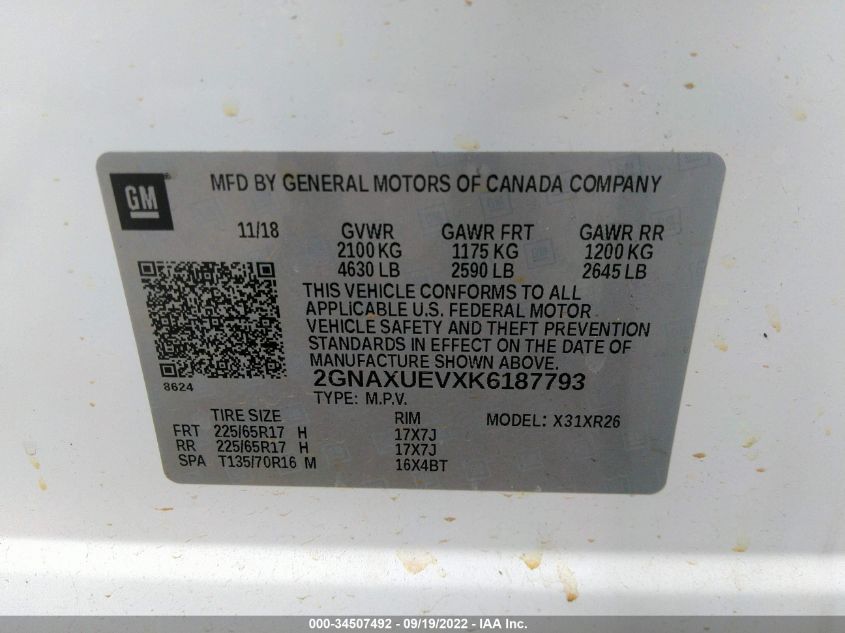 GM
MFD BY GENERAL MOTORS OF CANADA COMPANY
11/18 GVWR GAWR FRT GAWR RR
2100 KG 1175 KG 1200 KG
4630 LB 2590 LB 2645 LB
THIS VEHICLE CONFORMS TO ALL
APPLICABLE U.S. FEDERAL MOTOR
VEHICLE SAFETY AND THEFT PREVENTION
STANDARDS IN EFFECT ON THE DATE OF
MANUFACTURE SHOWN ABOVE.
8624
2GNAXUEVXK6187793
TYPE: M.P.V.
TIRE SIZE RIM MODEL: X31XR26
FRT 225/65R17 H 17X7J
RR 225/65R17 H 17X7J
SPA T135/70R16 M 16X4BT
000-34507492 - 09/19/2022 - IAA Inc.